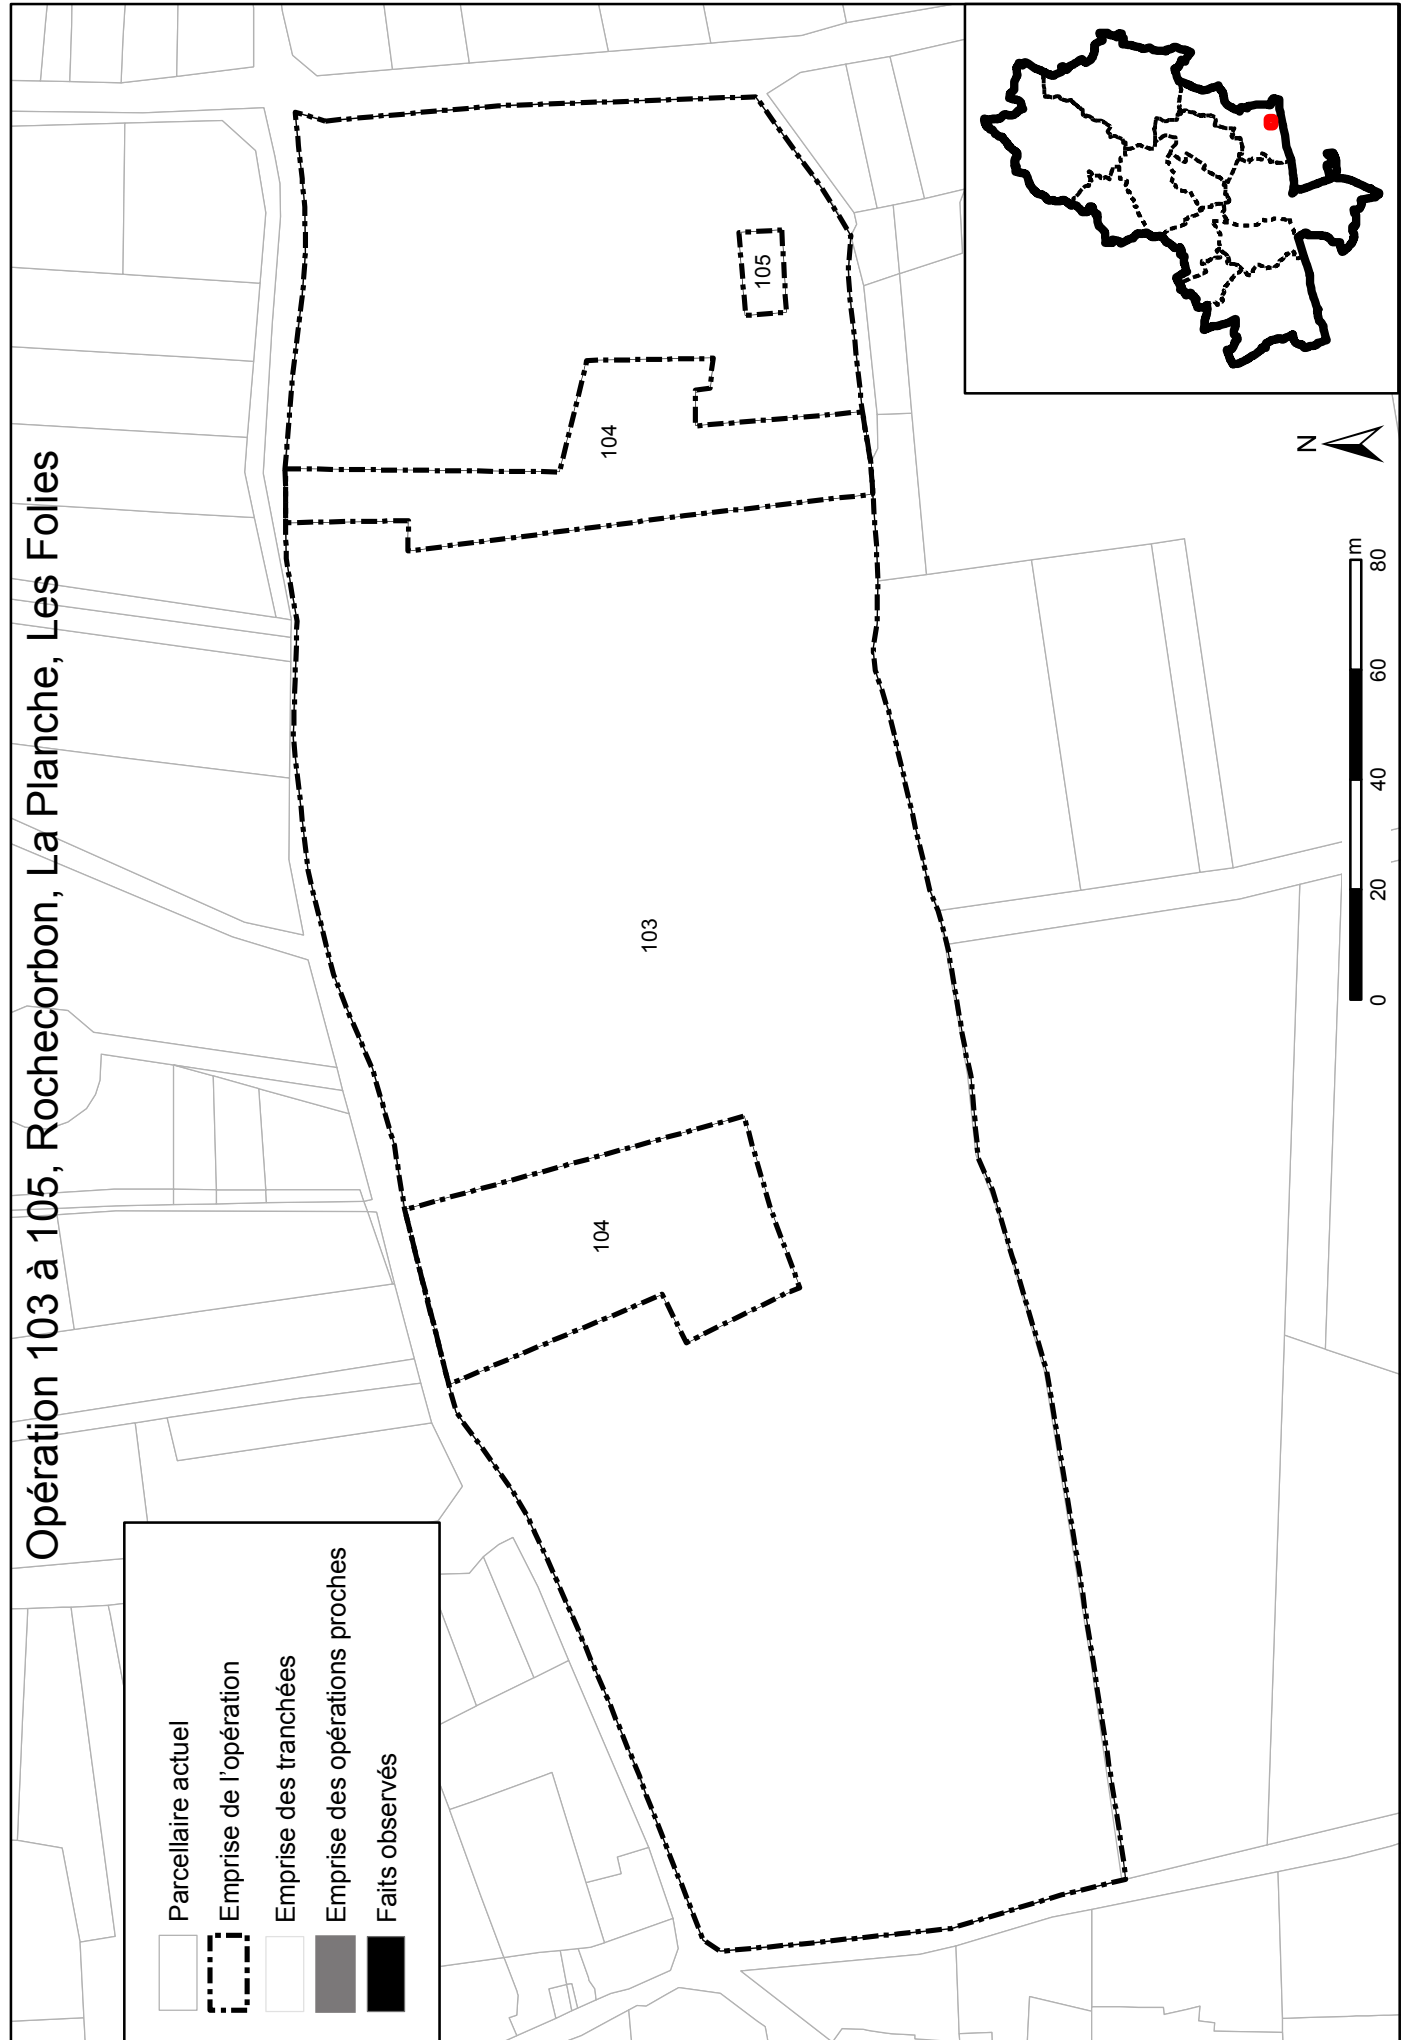 Opération 103 à 105, Rochecorbon, La Planche, Les Folies
Parcellaire actuel
Emprise de l'opération
Emprise des tranchées
Emprise des opérations proches
Faits observés
104
103
104
105
N
0 20 40 60 80 m